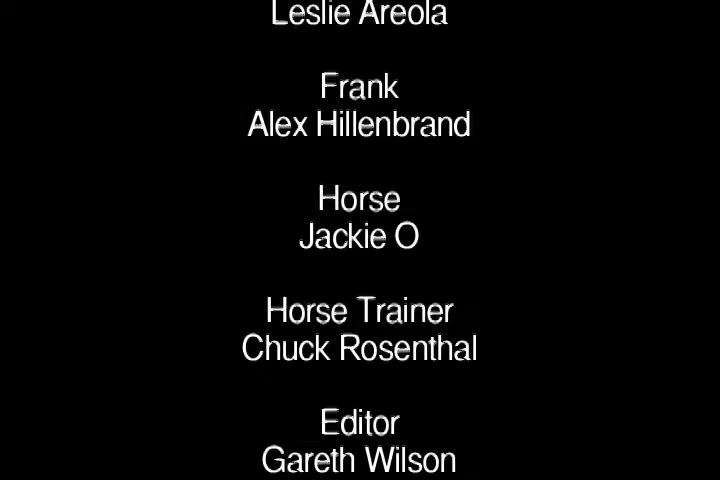 Leslie Areola
Frank
Alex Hillenbrand
Horse
Jackie O
Horse Trainer
Chuck Rosenthal
Editor
Gareth Wilson